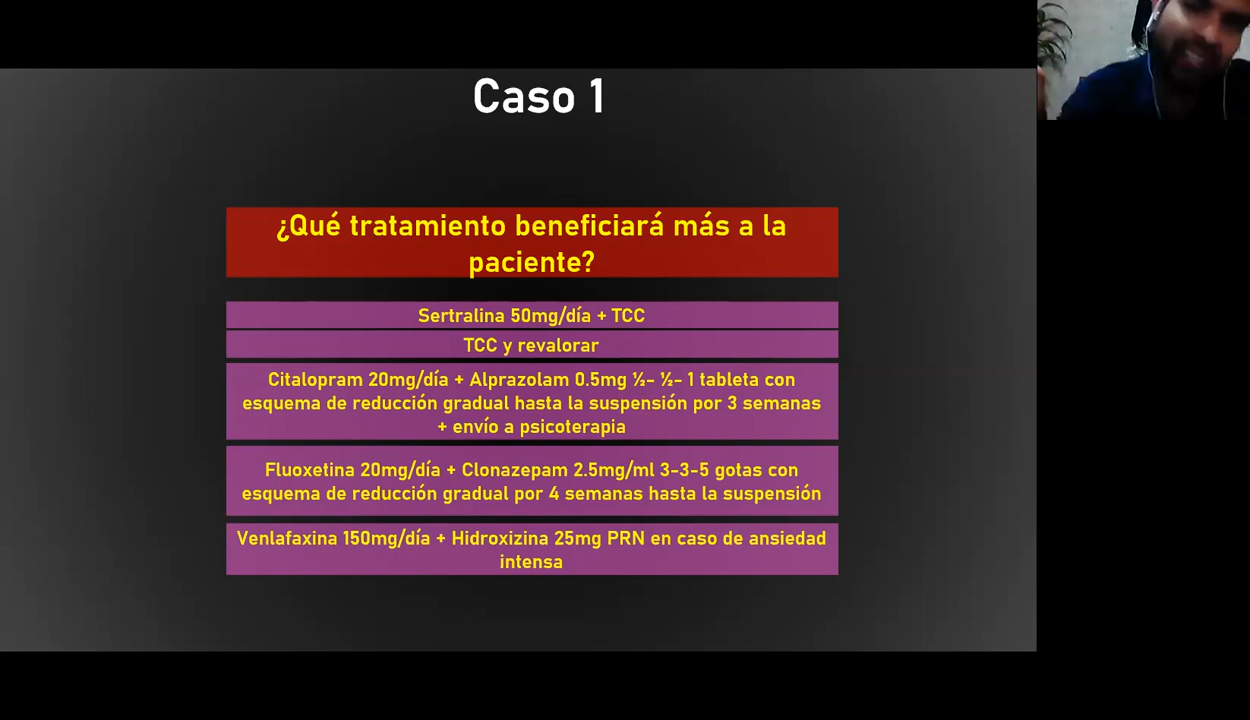 Caso 1
¿Qué tratamiento beneficiará más a la
paciente?
Sertralina 50mg/día + TCC
TCC y revalorar
Citalopram 20mg/día + Alprazolam 0.5mg ½- ½- 1 tableta con
esquema de reducción gradual hasta la suspensión por 3 semanas
+ envío a psicoterapia
Fluoxetina 20mg/día + Clonazepam 2.5mg/ml 3-3-5 gotas con
esquema de reducción gradual por 4 semanas hasta la suspensión
Venlafaxina 150mg/día + Hidroxizina 25mg PRN en caso de ansiedad
intensa